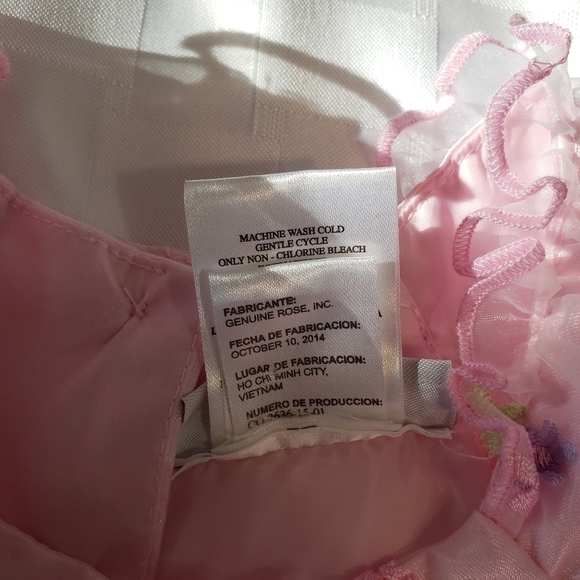 MACHINE WASH COLD
GENTLE CYCLE
ONLY NON - CHLORINE BLEACH
FABRICANTE:
GENUINE ROSE, INC.
FECHA DE FABRICACION:
OCTOBER 10, 2014
LUGAR DE FABRICACION:
HO CHI MINH CITY,
VIETNAM
NUMERO DE PRODUCCION: